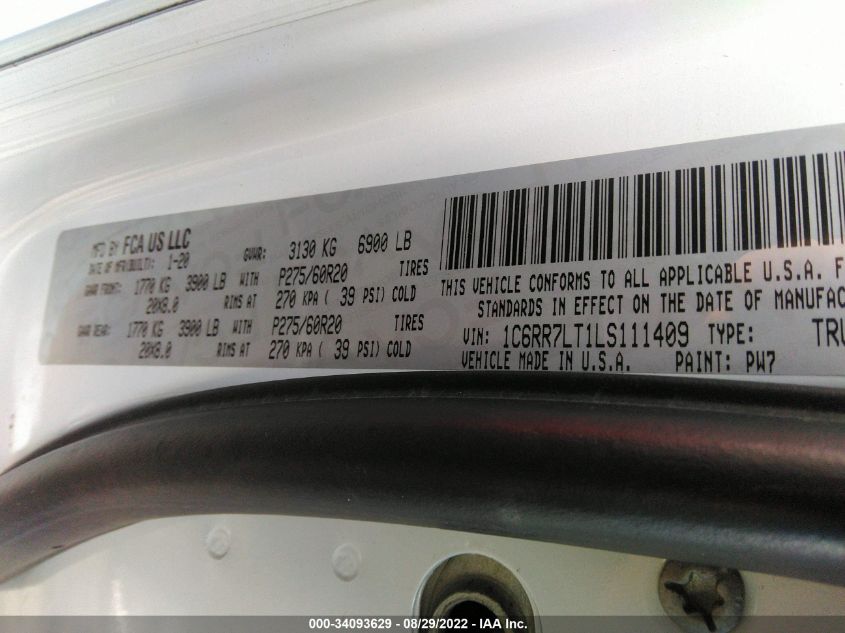 MFD BY FCA US LLC
DATE OF MFR(BUILT): 1-20 GVWR: 3130 KG 6900 LB
GAWR FRONT: 1770 KG 3900 LB WITH P275/60R20 TIRES
20X8.0 RIMS AT 270 KPA ( 39 PSI) COLD
GAWR REAR: 1770 KG 3900 LB WITH P275/60R20 TIRES
20X8.0 RIMS AT 270 KPA ( 39 PSI) COLD
THIS VEHICLE CONFORMS TO ALL APPLICABLE U.S.A. F
STANDARDS IN EFFECT ON THE DATE OF MANUFAC
VIN: 1C6RR7LT1LS111409 TYPE: TRU
VEHICLE MADE IN U.S.A. PAINT: PW7
000-34093629 - 08/29/2022 - IAA Inc.